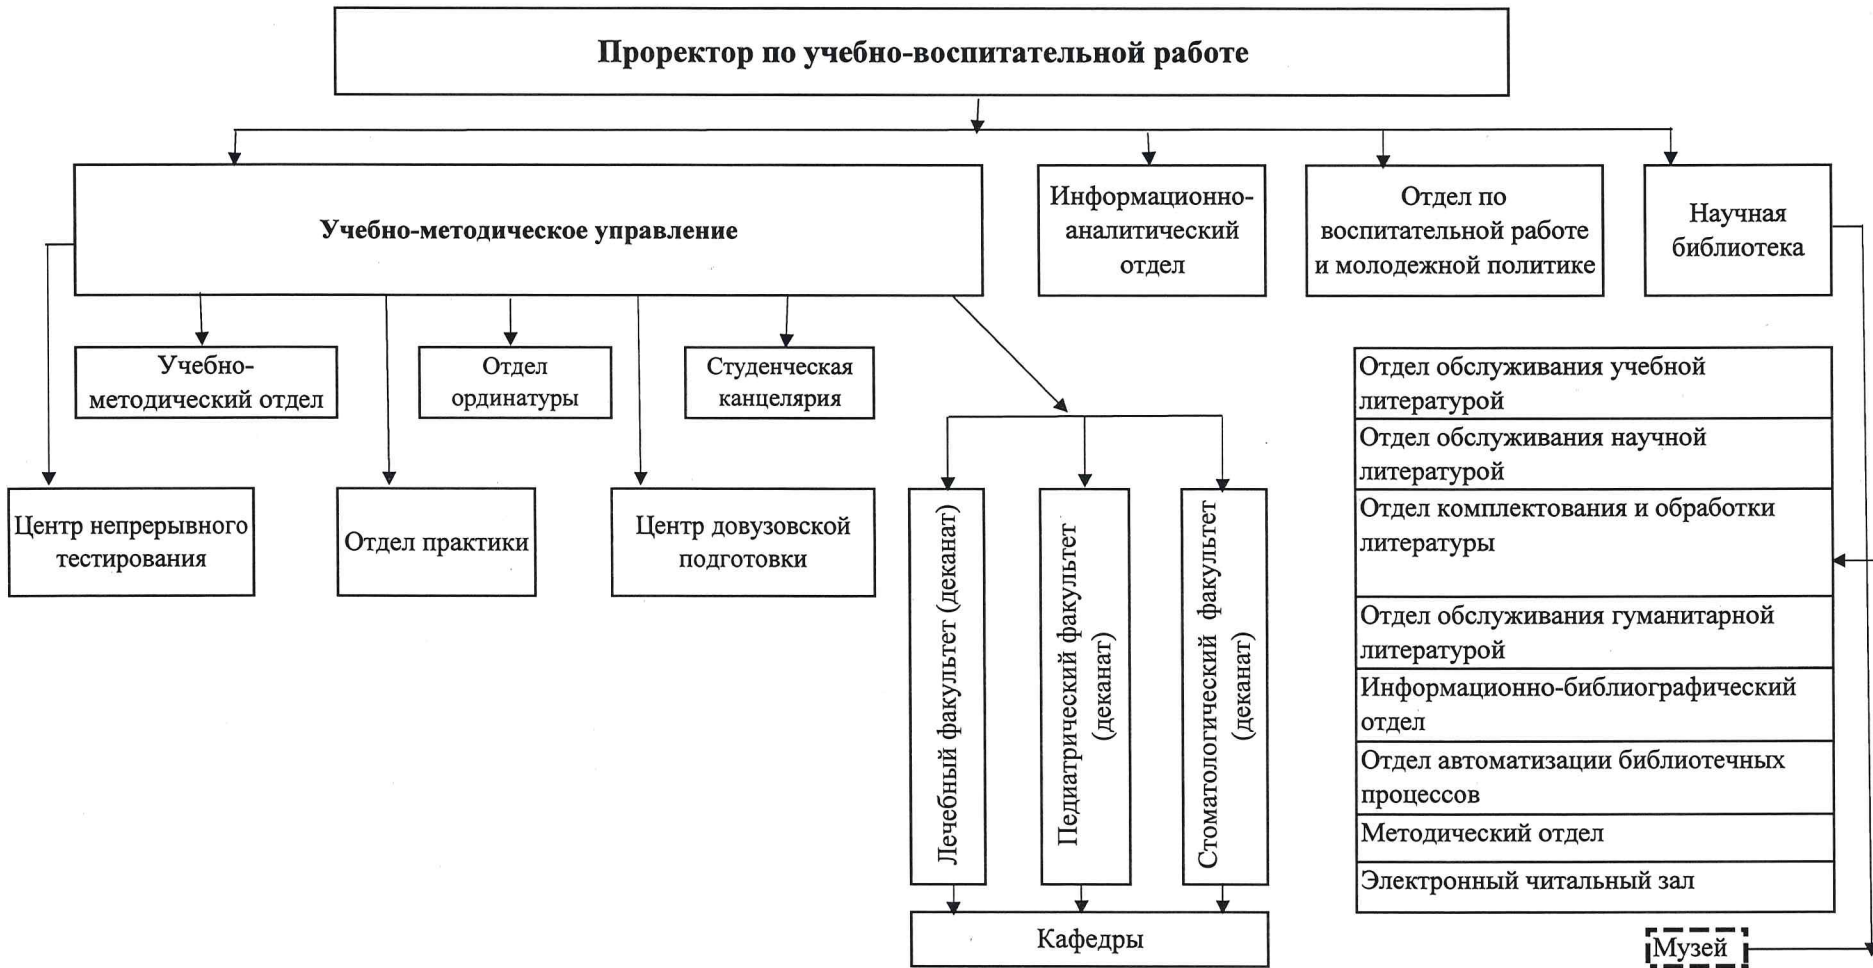 Проректор по учебно-воспитательной работе
Учебно-методическое управление
Информационно-
аналитический
отдел
Отдел по
воспитательной работе
и молодежной политике
Научная
библиотека
Учебно-
методический отдел
Отдел
ординатуры
Студенческая
канцелярия
Центр непрерывного
тестирования
Отдел практики
Центр довузовской
подготовки
Лечебный факультет (деканат)
Педиатрический факультет
(деканат)
Стоматологический факультет
(деканат)
Кафедры
Отдел обслуживания учебной
литературой
Отдел обслуживания научной
литературой
Отдел комплектования и обработки
литературы
Отдел обслуживания гуманитарной
литературой
Информационно-библиографический
отдел
Отдел автоматизации библиотечных
процессов
Методический отдел
Электронный читальный зал
Музей